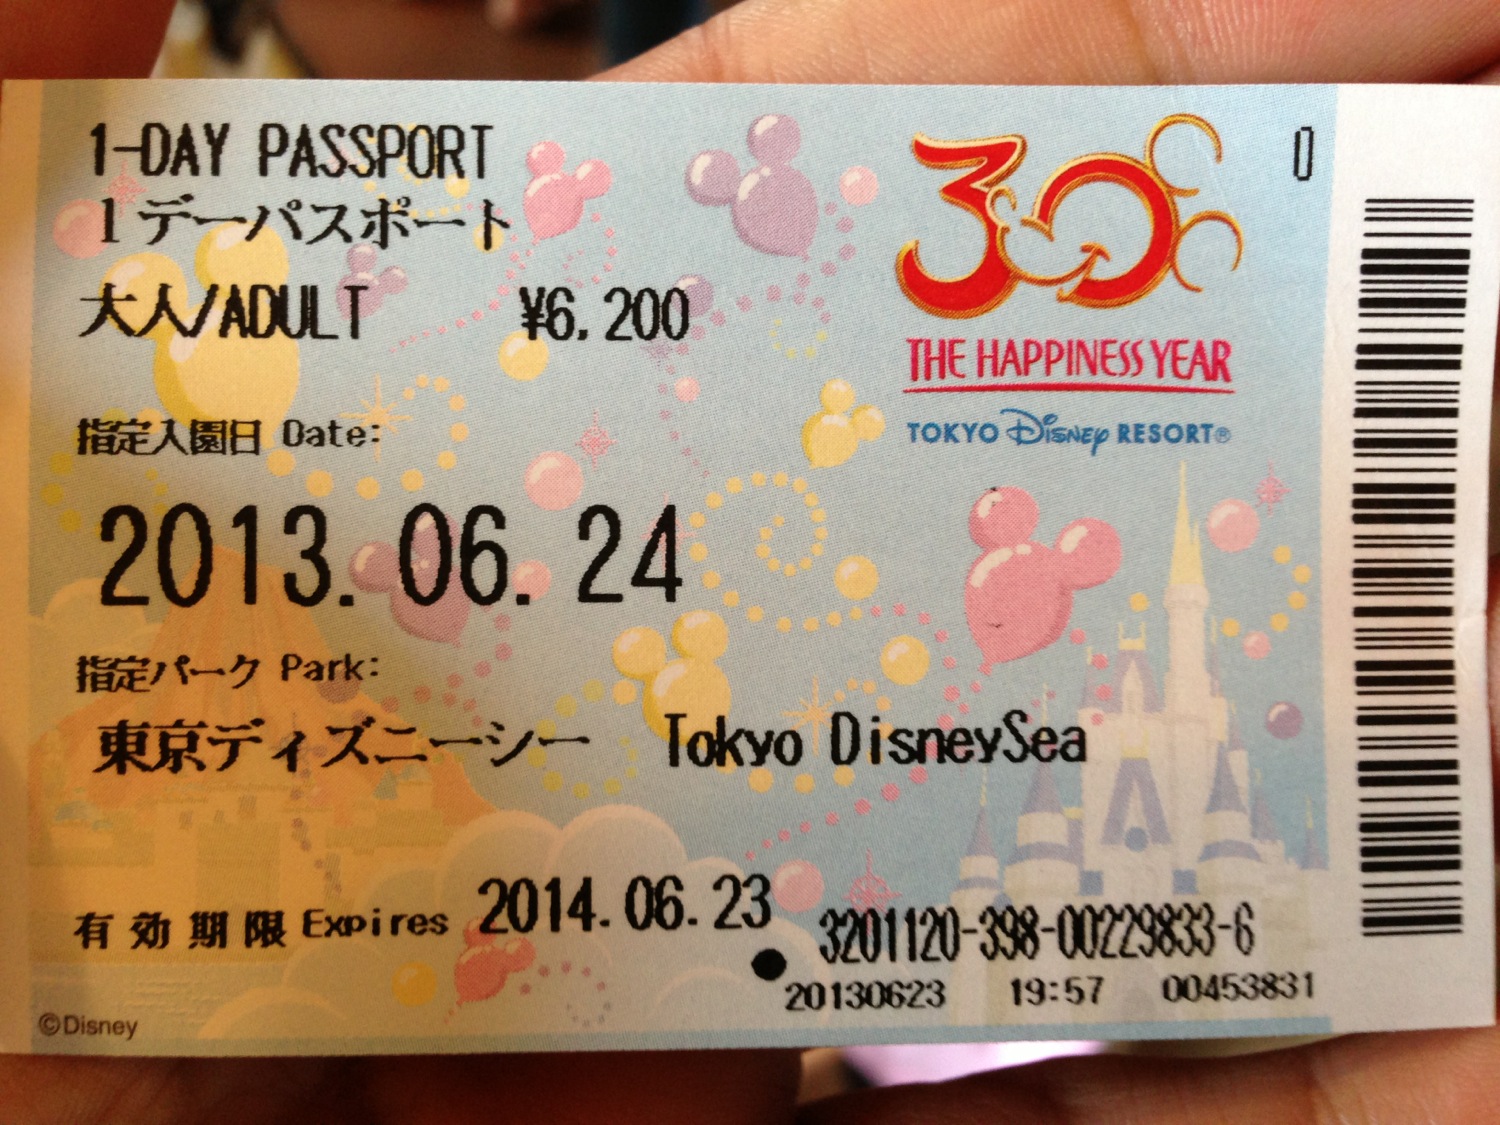 1-DAY PASSPORT
1デーパスポート
大人/ADULT ¥6,200
指定入園日 Date:
2013.06.24
指定パーク Park:
東京ディズニーシー Tokyo DisneySea
有効期限 Expires 2014.06.23
3201120-398-00229833-6
20130623 19:57 00453831
©Disney
30
THE HAPPINESS YEAR
TOKYO Disney RESORT®
0